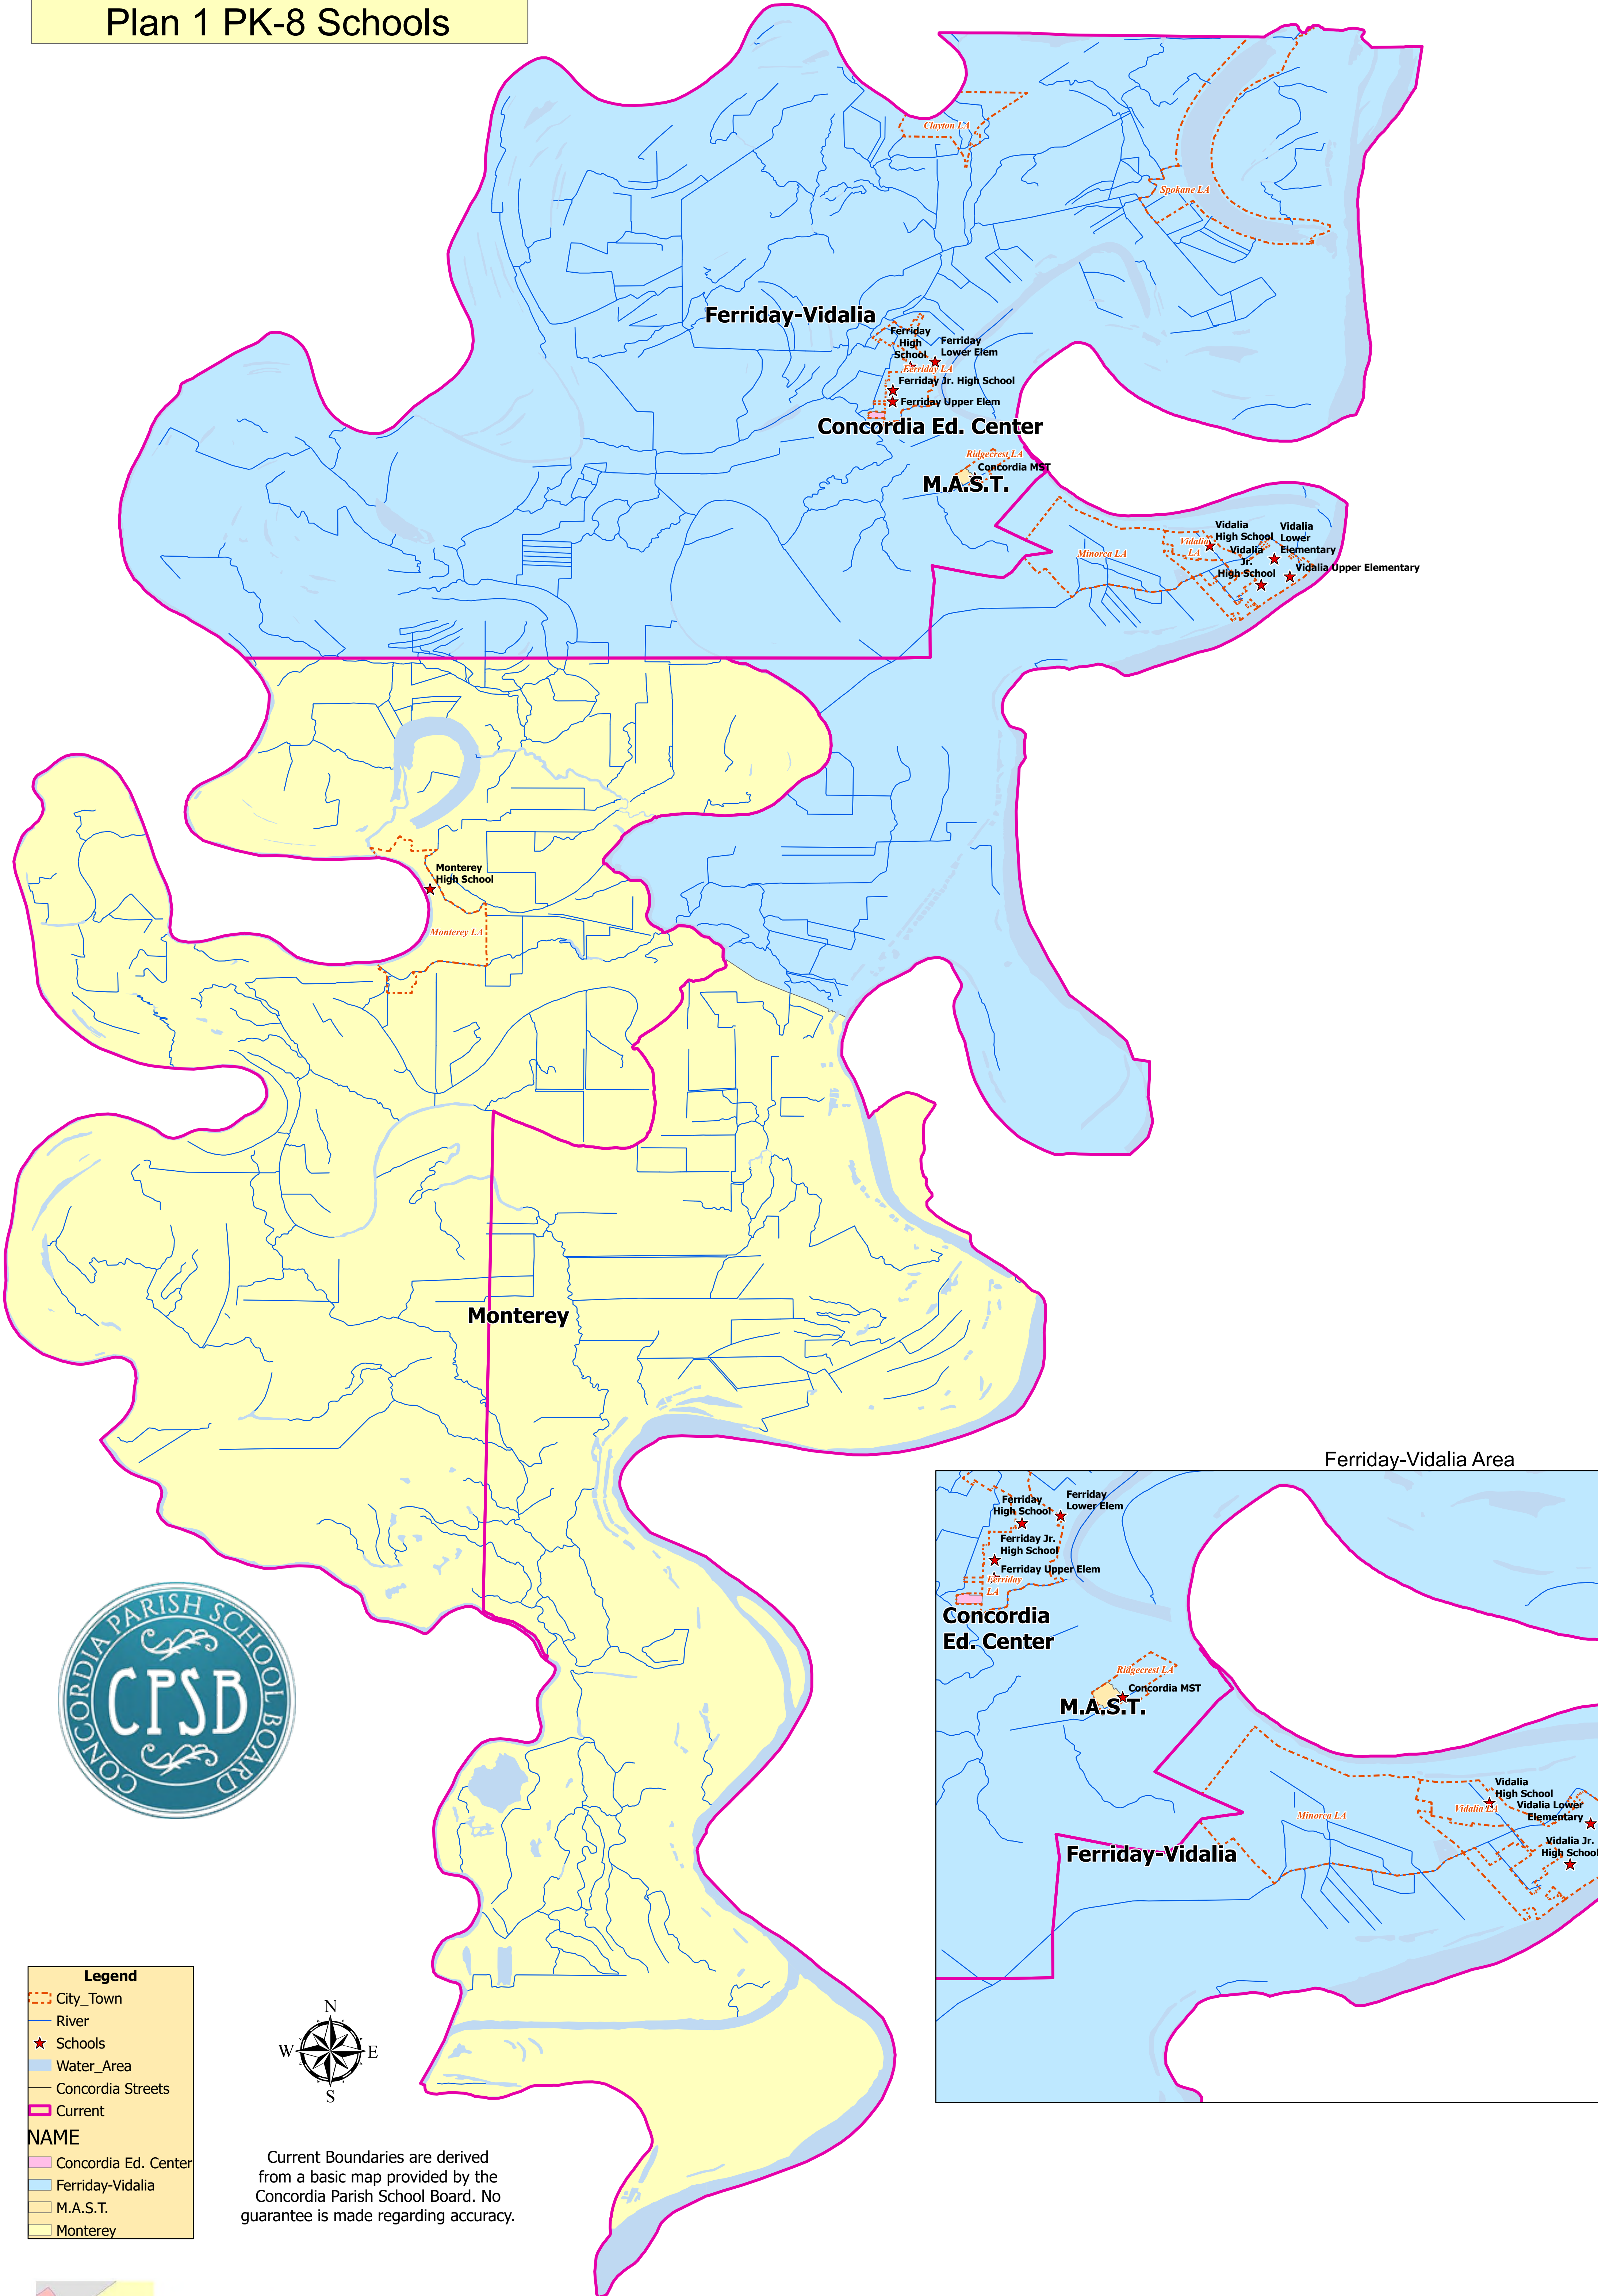 Plan 1 PK-8 Schools
Clayton LA
Spokane LA
Ferriday-Vidalia
Ferriday
High
School
Ferriday
Lower Elem
Ferriday LA
Ferriday Jr. High School
Ferriday Upper Elem
Concordia Ed. Center
Ridgecrest LA
Concordia MST
M.A.S.T.
Minorca LA
Vidalia
LA
Vidalia
High School
Vidalia
Jr.
High School
Vidalia
Lower
Elementary
Vidalia Upper Elementary
Monterey
High School
Monterey LA
Monterey
Ferriday-Vidalia Area
Ferriday
High School
Ferriday
Lower Elem
Ferriday Jr.
High School
Ferriday Upper Elem
Ferriday
LA
Concordia
Ed. Center
Ridgecrest LA
Concordia MST
M.A.S.T.
Ferriday-Vidalia
Minorca LA
Vidalia LA
Vidalia
High School
Vidalia Lower
Elementary
Vidalia Jr.
High School
CONCORDIA PARISH SCHOOL BOARD
CPSB
Legend
City_Town
River
Schools
Water_Area
Concordia Streets
Current
NAME
Concordia Ed. Center
Ferriday-Vidalia
M.A.S.T.
Monterey
N
W
E
S
Current Boundaries are derived
from a basic map provided by the
Concordia Parish School Board. No
guarantee is made regarding accuracy.